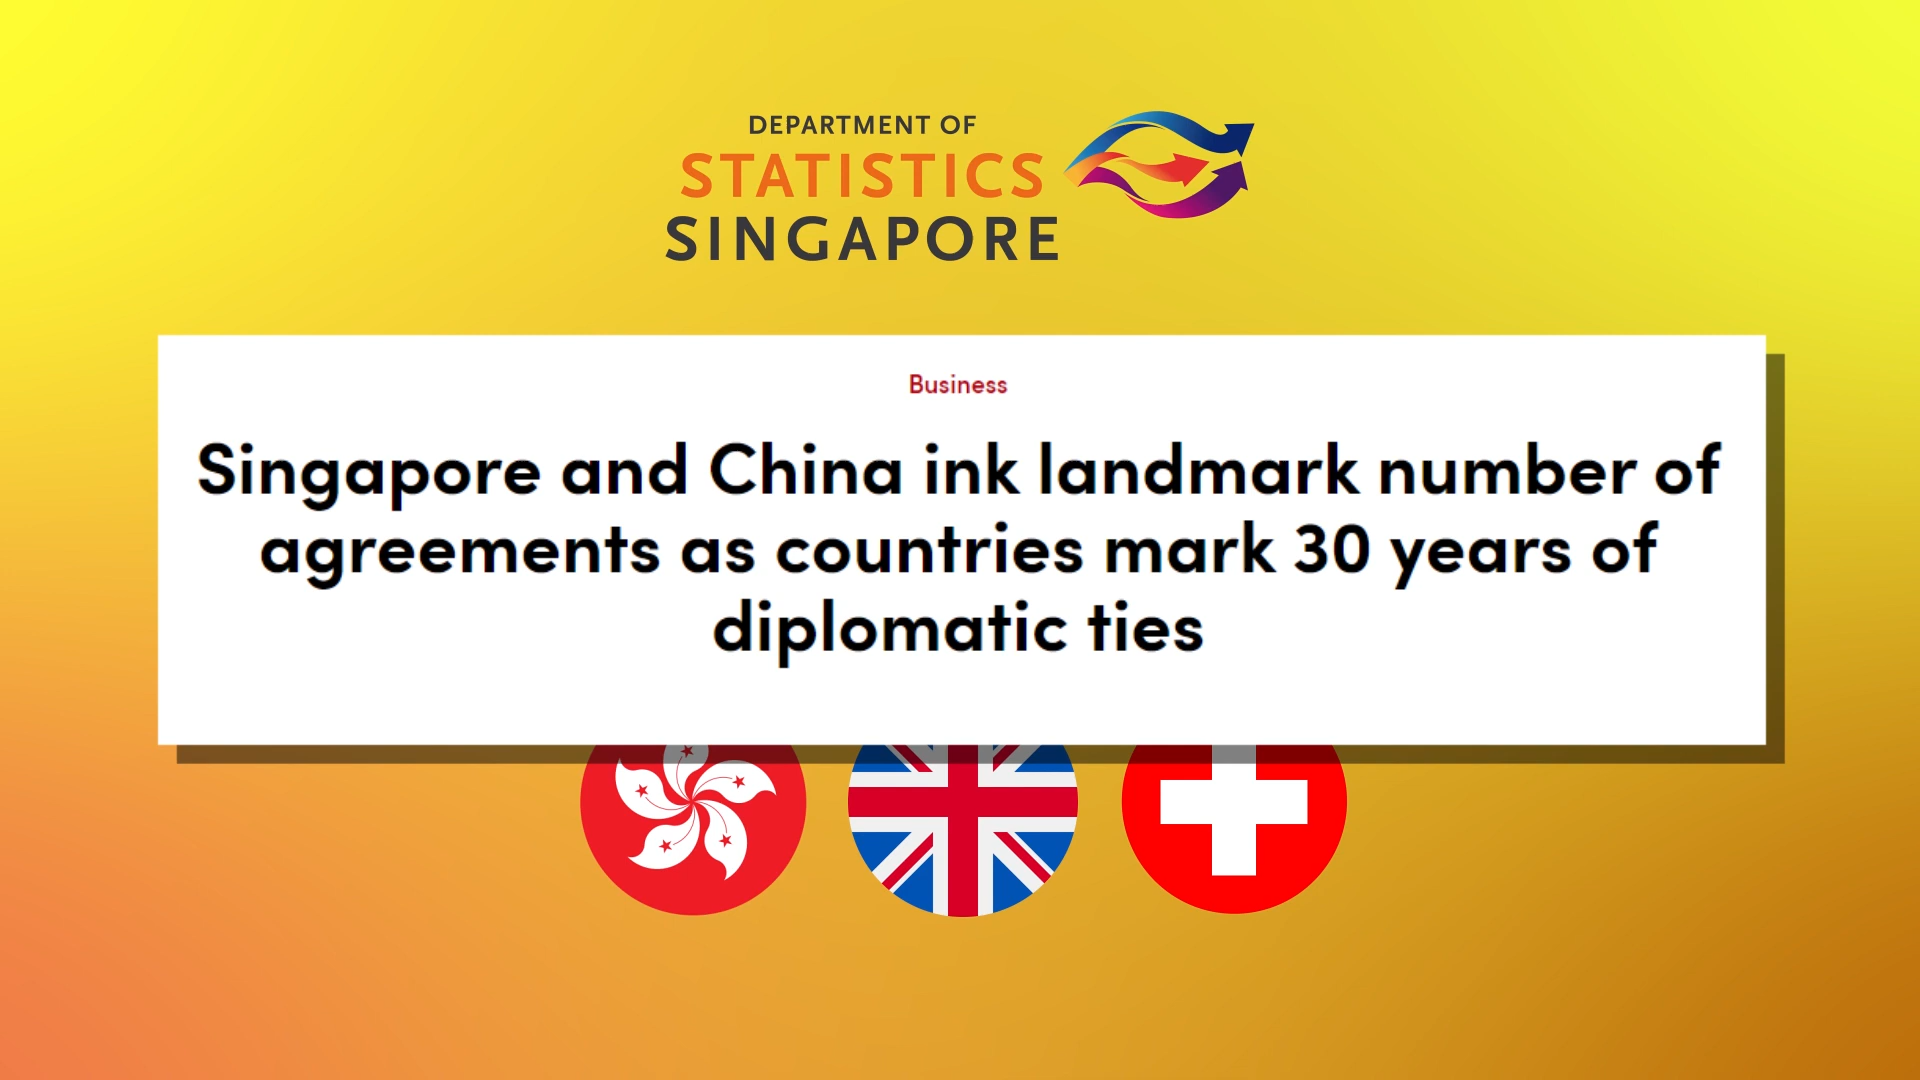 DEPARTMENT OF
STATISTICS
SINGAPORE
Business
Singapore and China ink landmark number of
agreements as countries mark 30 years of
diplomatic ties